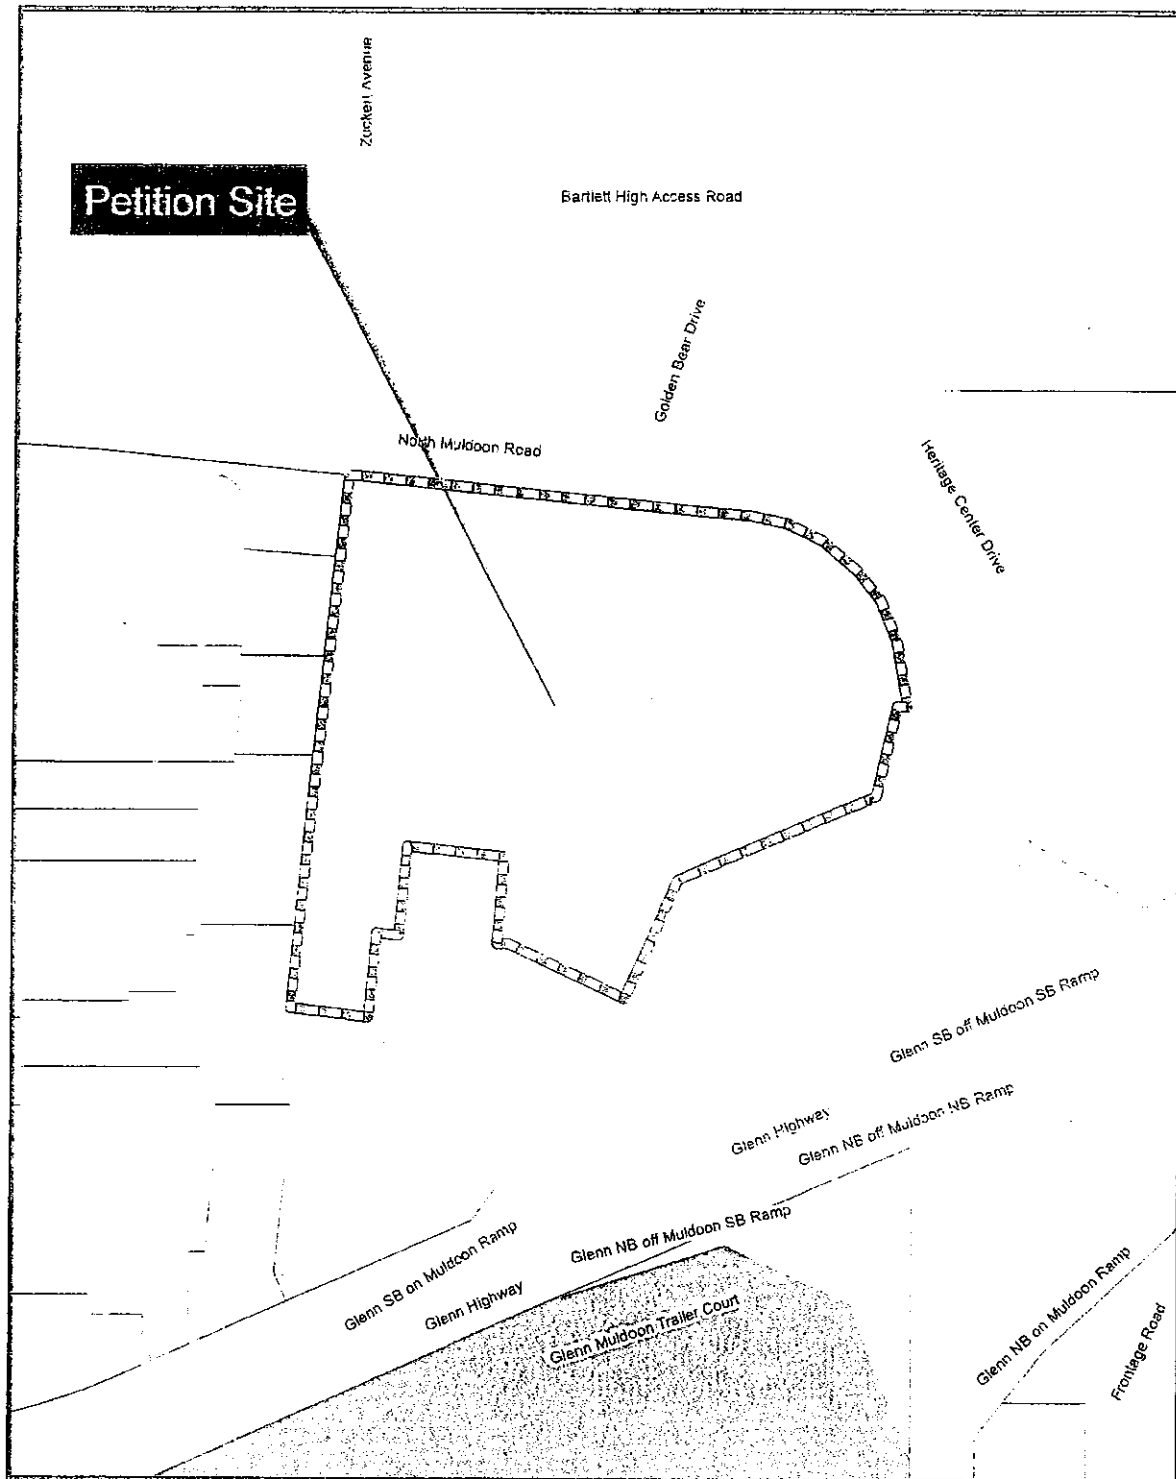 Zuckert Avenue
Petition Site
Bartlett High Access Road
Golden Bear Drive
North Muldoon Road
Heritage Center Drive
Glenn SB off Muldoon SB Ramp
Glenn Highway
Glenn NB off Muldoon NB Ramp
Glenn NB off Muldoon SB Ramp
Glenn SB on Muldoon Ramp
Glenn Highway
Glenn Muldoon Trailer Court
Glenn NB on Muldoon Ramp
Frontage Road